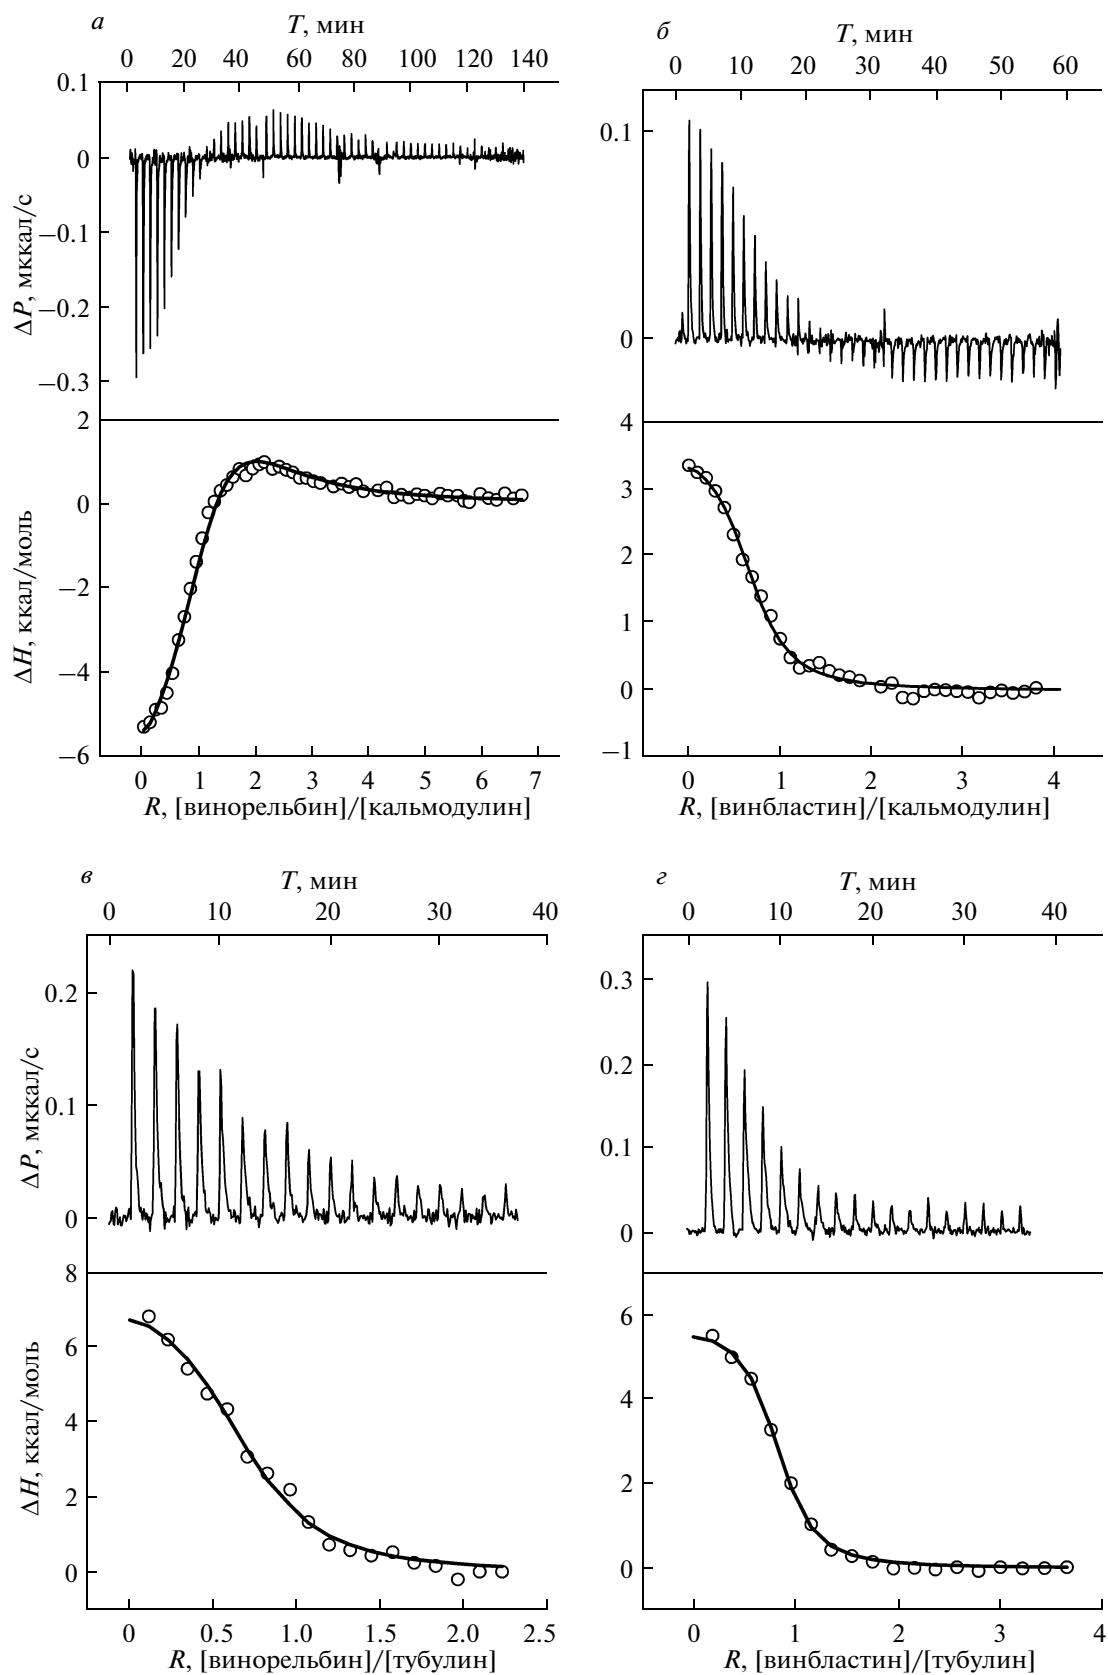 а
T, мин
0 20 40 60 80 100 120 140
0.1
0
−0.1
−0.2
−0.3
ΔP, мккал/с
2
0
−2
−4
−6
ΔH, ккал/моль
0 1 2 3 4 5 6 7
R, [винорельбин]/[кальмодулин]
б
T, мин
0 10 20 30 40 50 60
0.1
0
4
3
2
1
0
−1
0 1 2 3 4
R, [винбластин]/[кальмодулин]
в
T, мин
0 10 20 30 40
0.2
0.1
0
ΔP, мккал/с
8
6
4
2
0
ΔH, ккал/моль
0 0.5 1.0 1.5 2.0 2.5
R, [винорельбин]/[тубулин]
г
T, мин
0 10 20 30 40
0.3
0.2
0.1
0
6
4
2
0
0 1 2 3 4
R, [винбластин]/[тубулин]